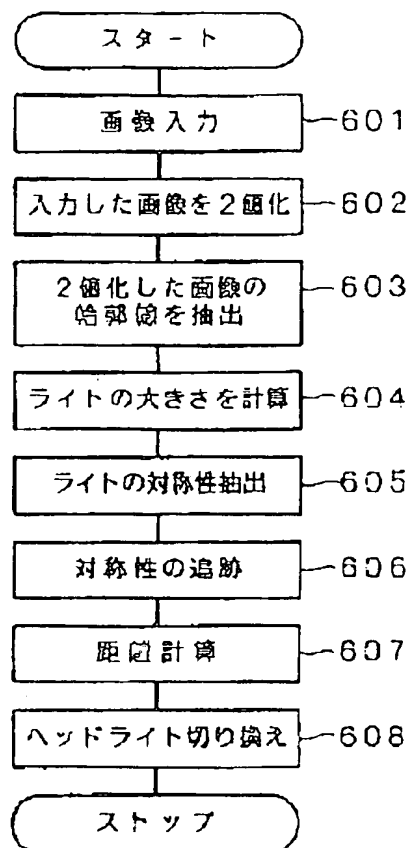 スタート
画像入力 601
入力した画像を2値化 602
2値化した画像の 603
輪郭線を抽出
ライトの大きさを計算 604
ライトの対称性抽出 605
対称性の追跡 606
距離計算 607
ヘッドライト切り換え 608
ストップ